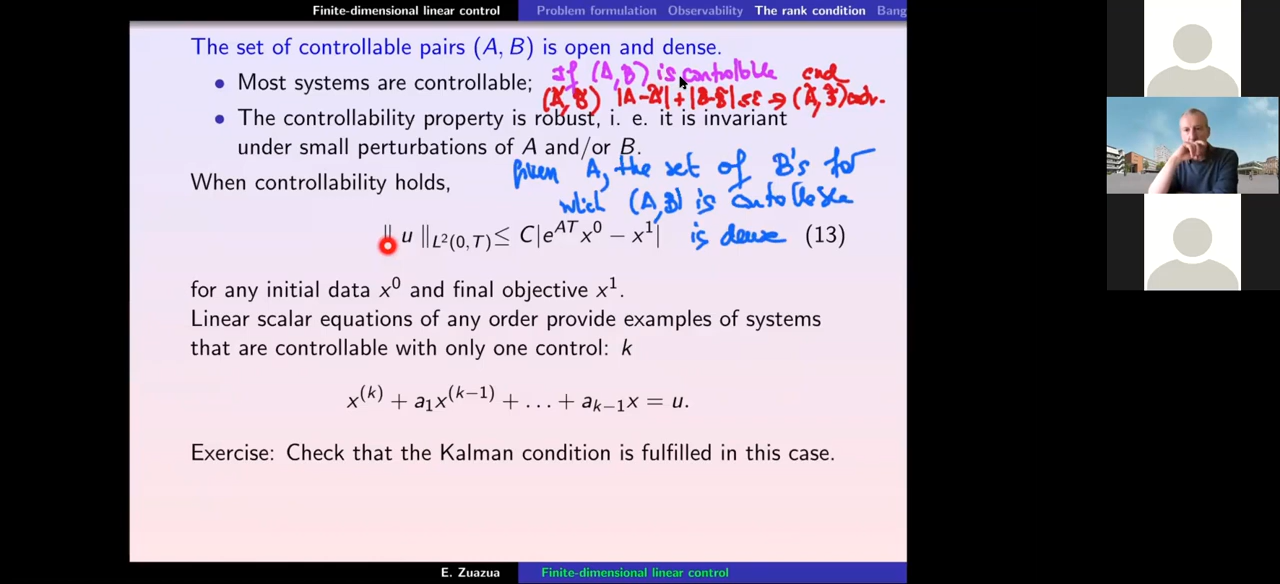 Finite-dimensional linear control Problem formulation Observability The rank condition Bang
The set of controllable pairs (A, B) is open and dense.
• Most systems are controllable; If (A, B) is controllble and
(Ã, B̃) |A-Ã|+|B-B̃|≤ε ⇒ (Ã, B̃)
• The controllability property is robust, i. e. it is invariant
under small perturbations of A and/or B.
Given A, the set of B's for
When controllability holds,
which (A,B) is
‖ u ‖L²(0,T)≤ C|e^{AT}x⁰ − x¹| is dense (13)
for any initial data x⁰ and final objective x¹.
Linear scalar equations of any order provide examples of systems
that are controllable with only one control: k
x^{(k)} + a₁x^{(k−1)} + . . . + a_{k−1}x = u.
Exercise: Check that the Kalman condition is fulfilled in this case.
E. Zuazua Finite-dimensional linear control